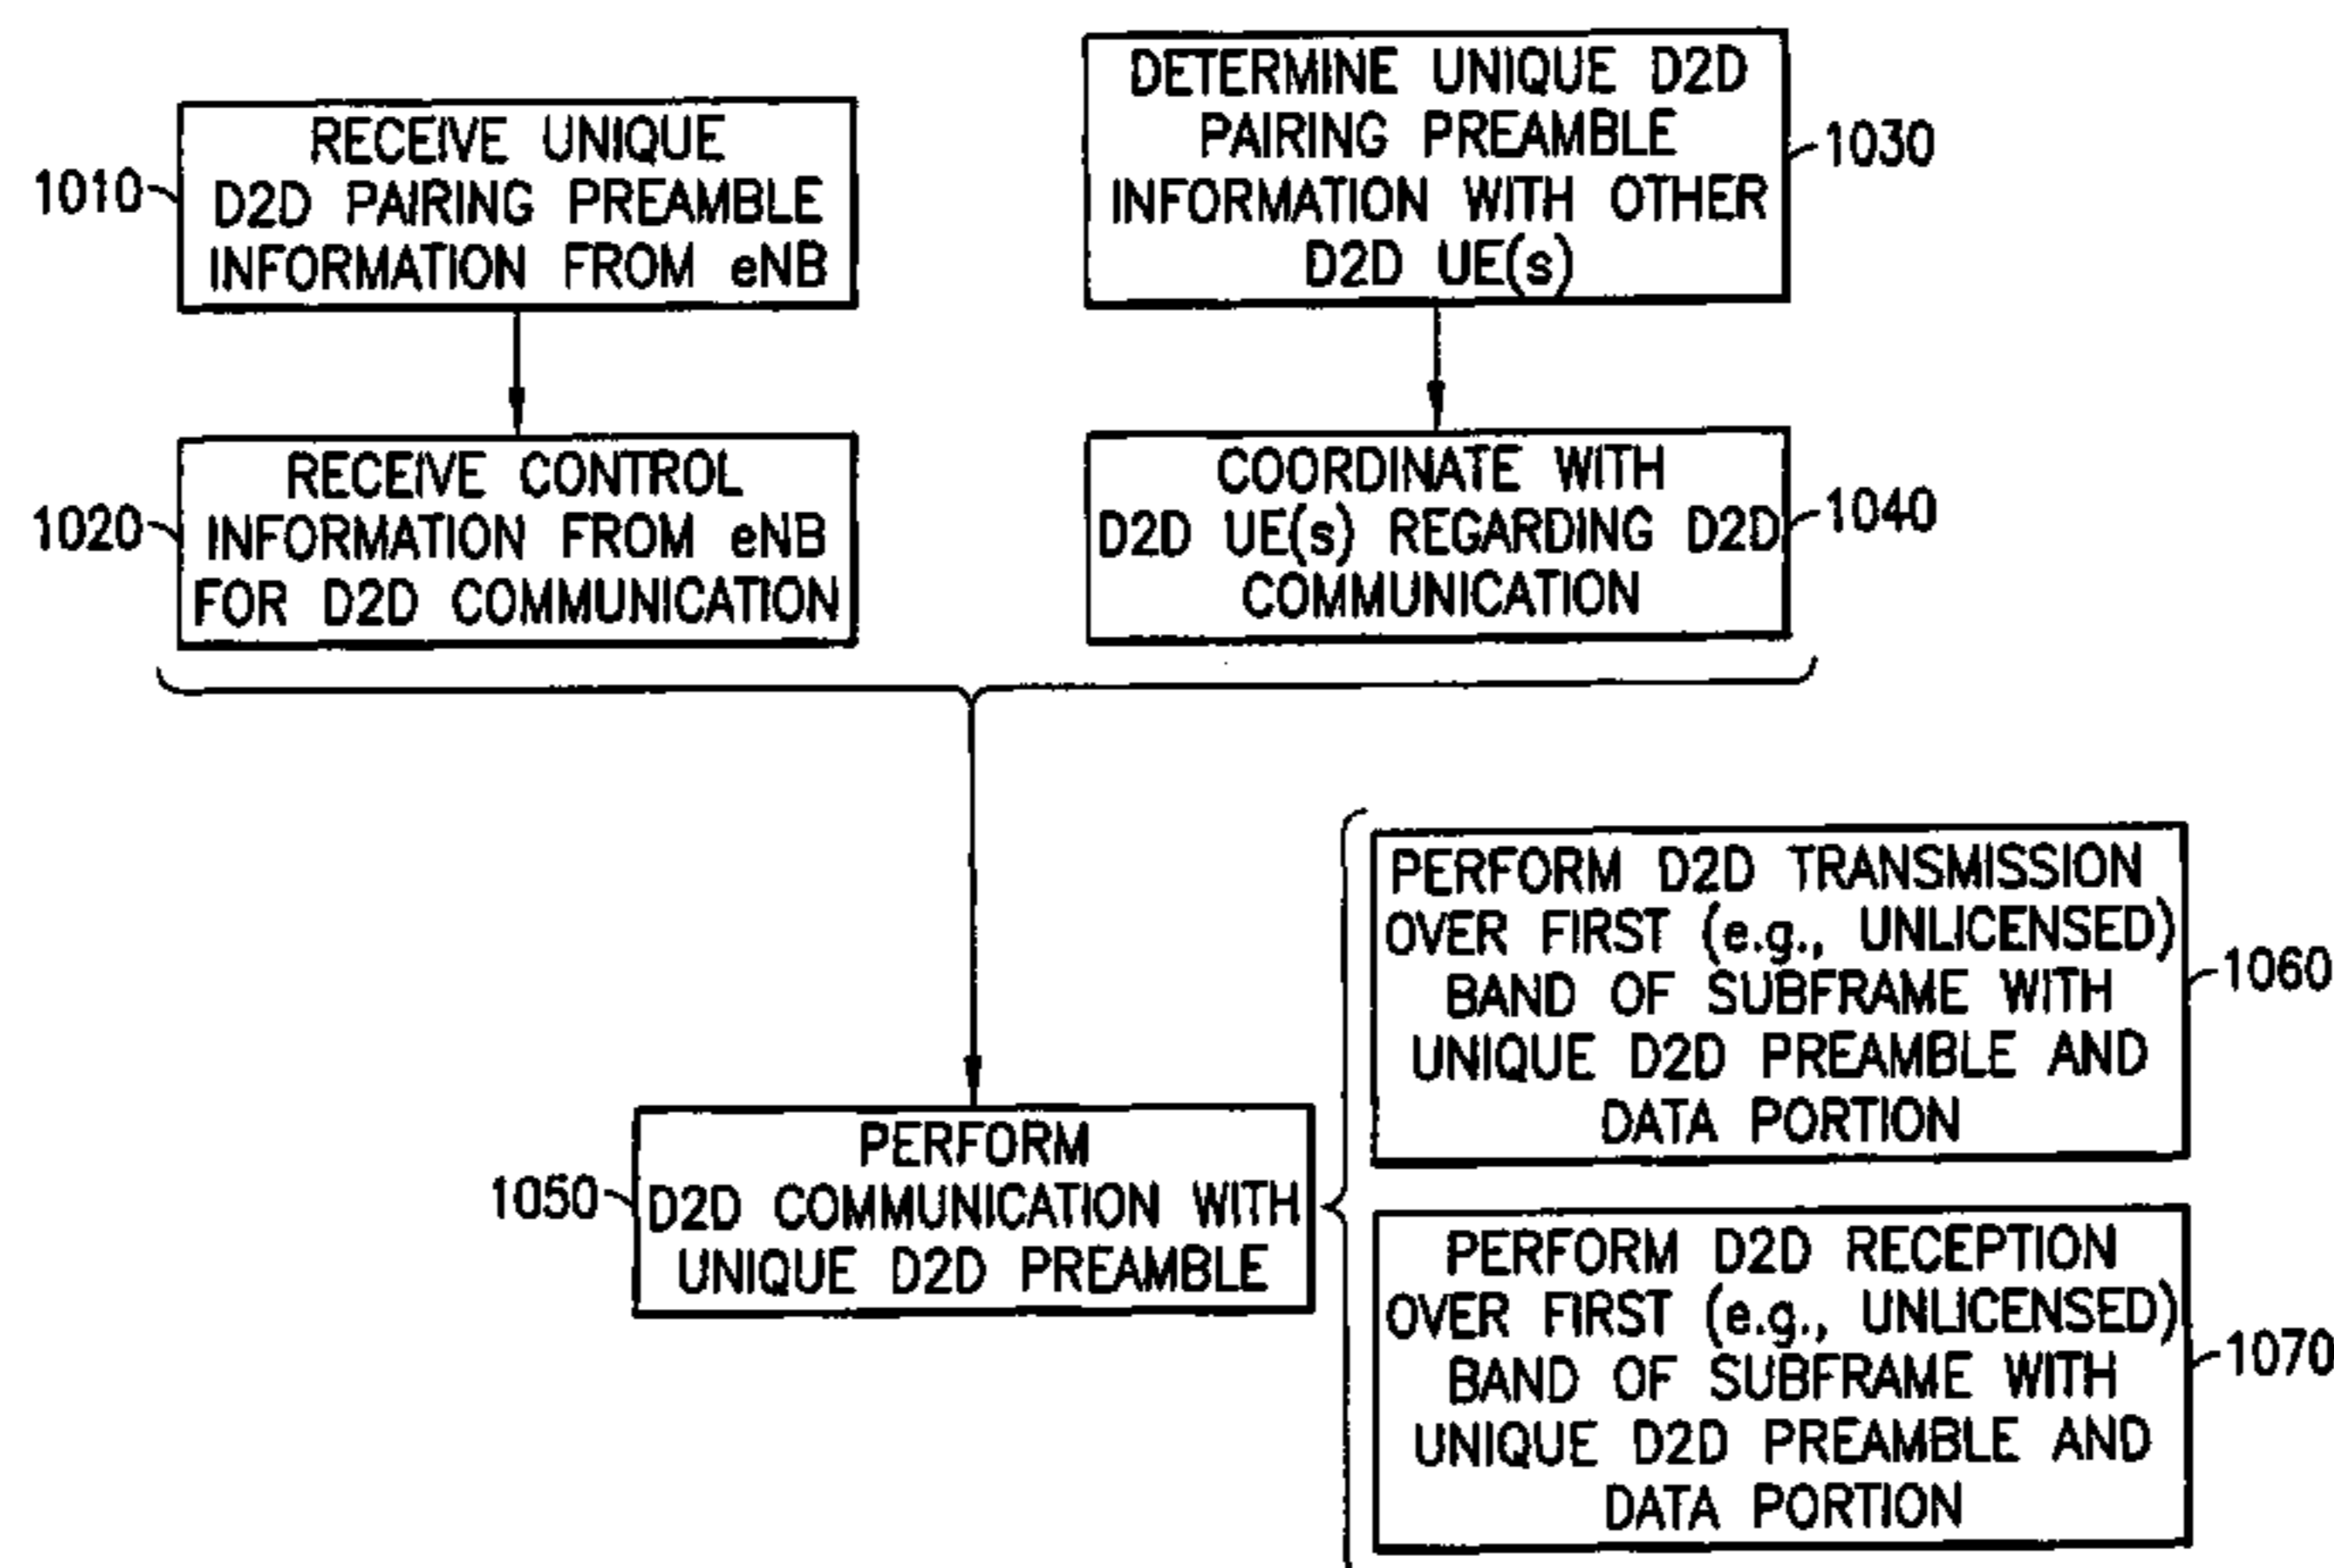 1010
RECEIVE UNIQUE
D2D PAIRING PREAMBLE
INFORMATION FROM eNB
DETERMINE UNIQUE D2D
PAIRING PREAMBLE
INFORMATION WITH OTHER
D2D UE(s)
1030
1020
RECEIVE CONTROL
INFORMATION FROM eNB
FOR D2D COMMUNICATION
COORDINATE WITH
D2D UE(s) REGARDING D2D
COMMUNICATION
1040
1050
PERFORM
D2D COMMUNICATION WITH
UNIQUE D2D PREAMBLE
PERFORM D2D TRANSMISSION
OVER FIRST (e.g., UNLICENSED)
BAND OF SUBFRAME WITH
UNIQUE D2D PREAMBLE AND
DATA PORTION
1060
PERFORM D2D RECEPTION
OVER FIRST (e.g., UNLICENSED)
BAND OF SUBFRAME WITH
UNIQUE D2D PREAMBLE AND
DATA PORTION
1070